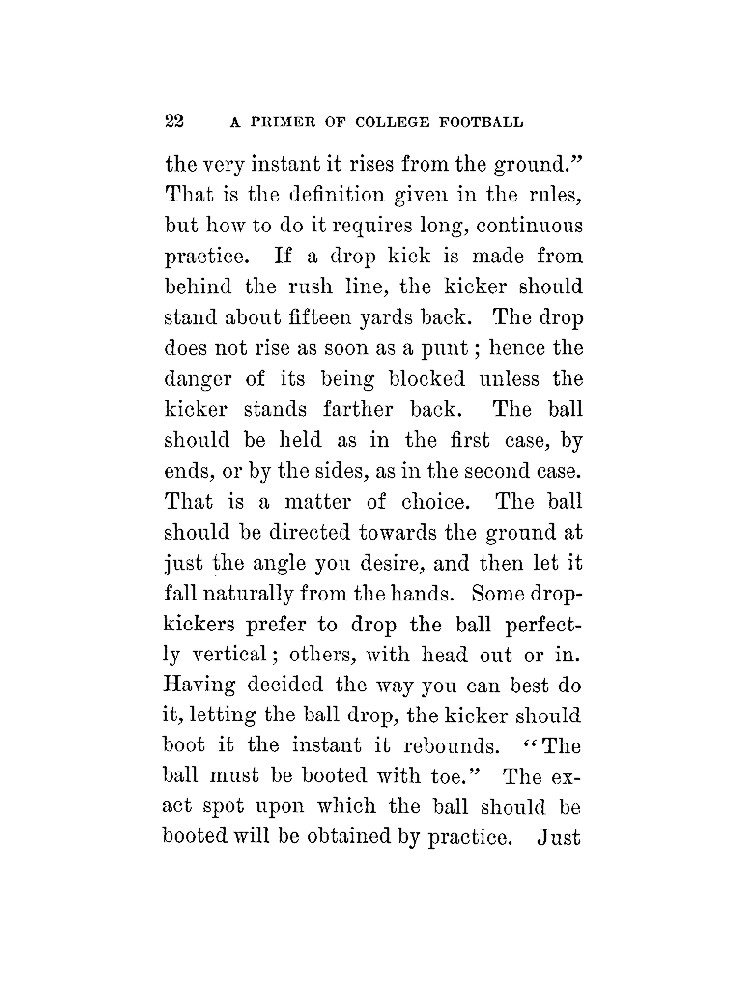 22 A PRIMER OF COLLEGE FOOTBALL
the very instant it rises from the ground.”
That is the definition given in the rules,
but how to do it requires long, continuous
practice. If a drop kick is made from
behind the rush line, the kicker should
stand about fifteen yards back. The drop
does not rise as soon as a punt ; hence the
danger of its being blocked unless the
kicker stands farther back. The ball
should be held as in the first case, by
ends, or by the sides, as in the second case.
That is a matter of choice. The ball
should be directed towards the ground at
just the angle you desire, and then let it
fall naturally from the hands. Some drop-
kickers prefer to drop the ball perfect-
ly vertical ; others, with head out or in.
Having decided the way you can best do
it, letting the ball drop, the kicker should
boot it the instant it rebounds. “The
ball must be booted with toe.” The ex-
act spot upon which the ball should be
booted will be obtained by practice. Just